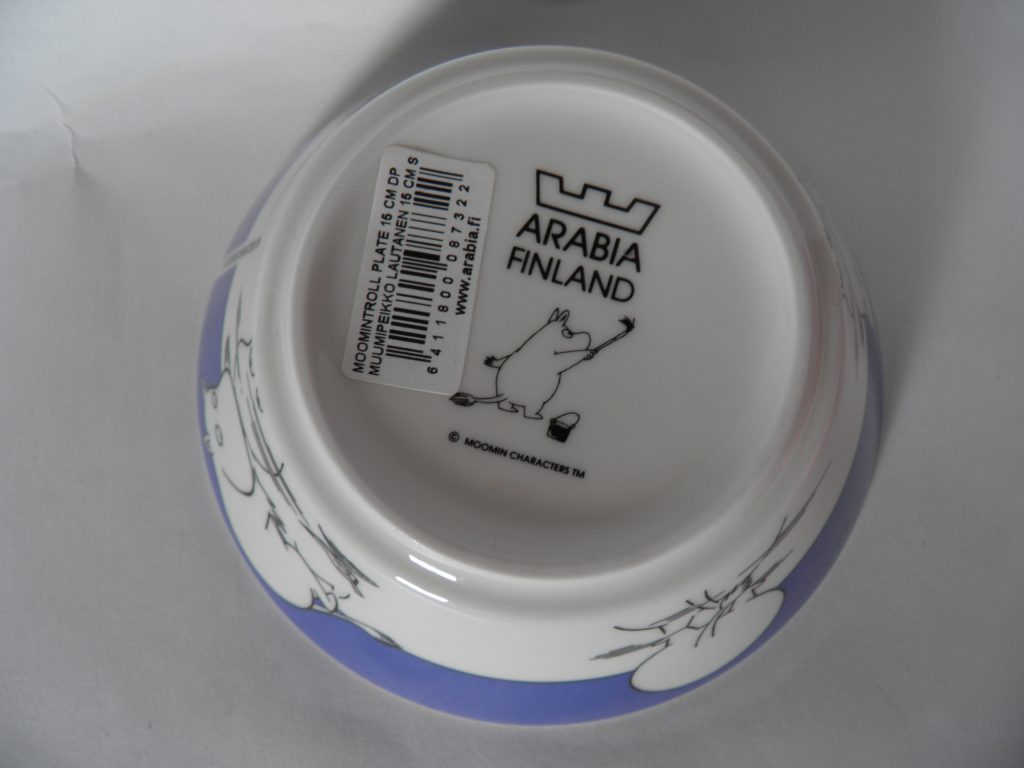 MOOMINTROLL PLATE 15 CM DP
MUUMIPEIKKO LAUTANEN 15 CM S
6 411800 087322
www.arabia.fi
ARABIA
FINLAND
© MOOMIN CHARACTERS TM